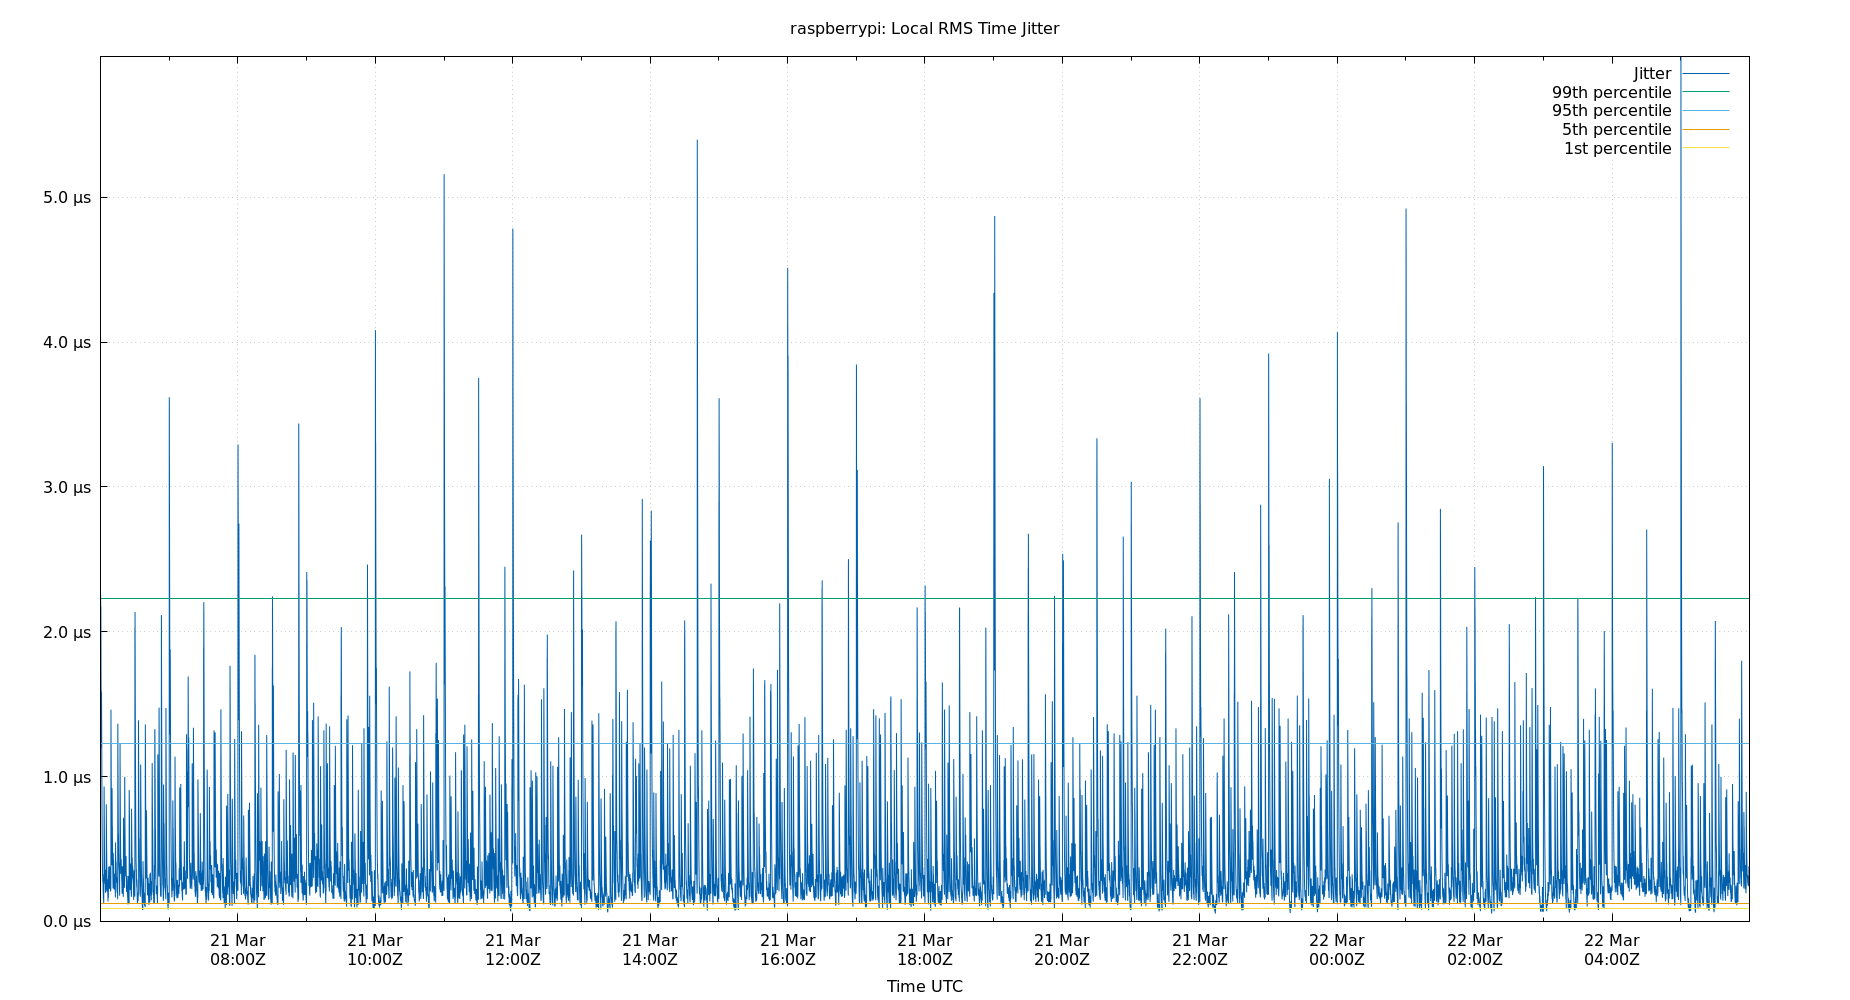 raspberrypi: Local RMS Time Jitter
Jitter
99th percentile
95th percentile
5th percentile
1st percentile
5.0 µs
4.0 µs
3.0 µs
2.0 µs
1.0 µs
0.0 µs
21 Mar 21 Mar 21 Mar 21 Mar 21 Mar 21 Mar 21 Mar 21 Mar 22 Mar 22 Mar 22 Mar
08:00Z 10:00Z 12:00Z 14:00Z 16:00Z 18:00Z 20:00Z 22:00Z 00:00Z 02:00Z 04:00Z
Time UTC